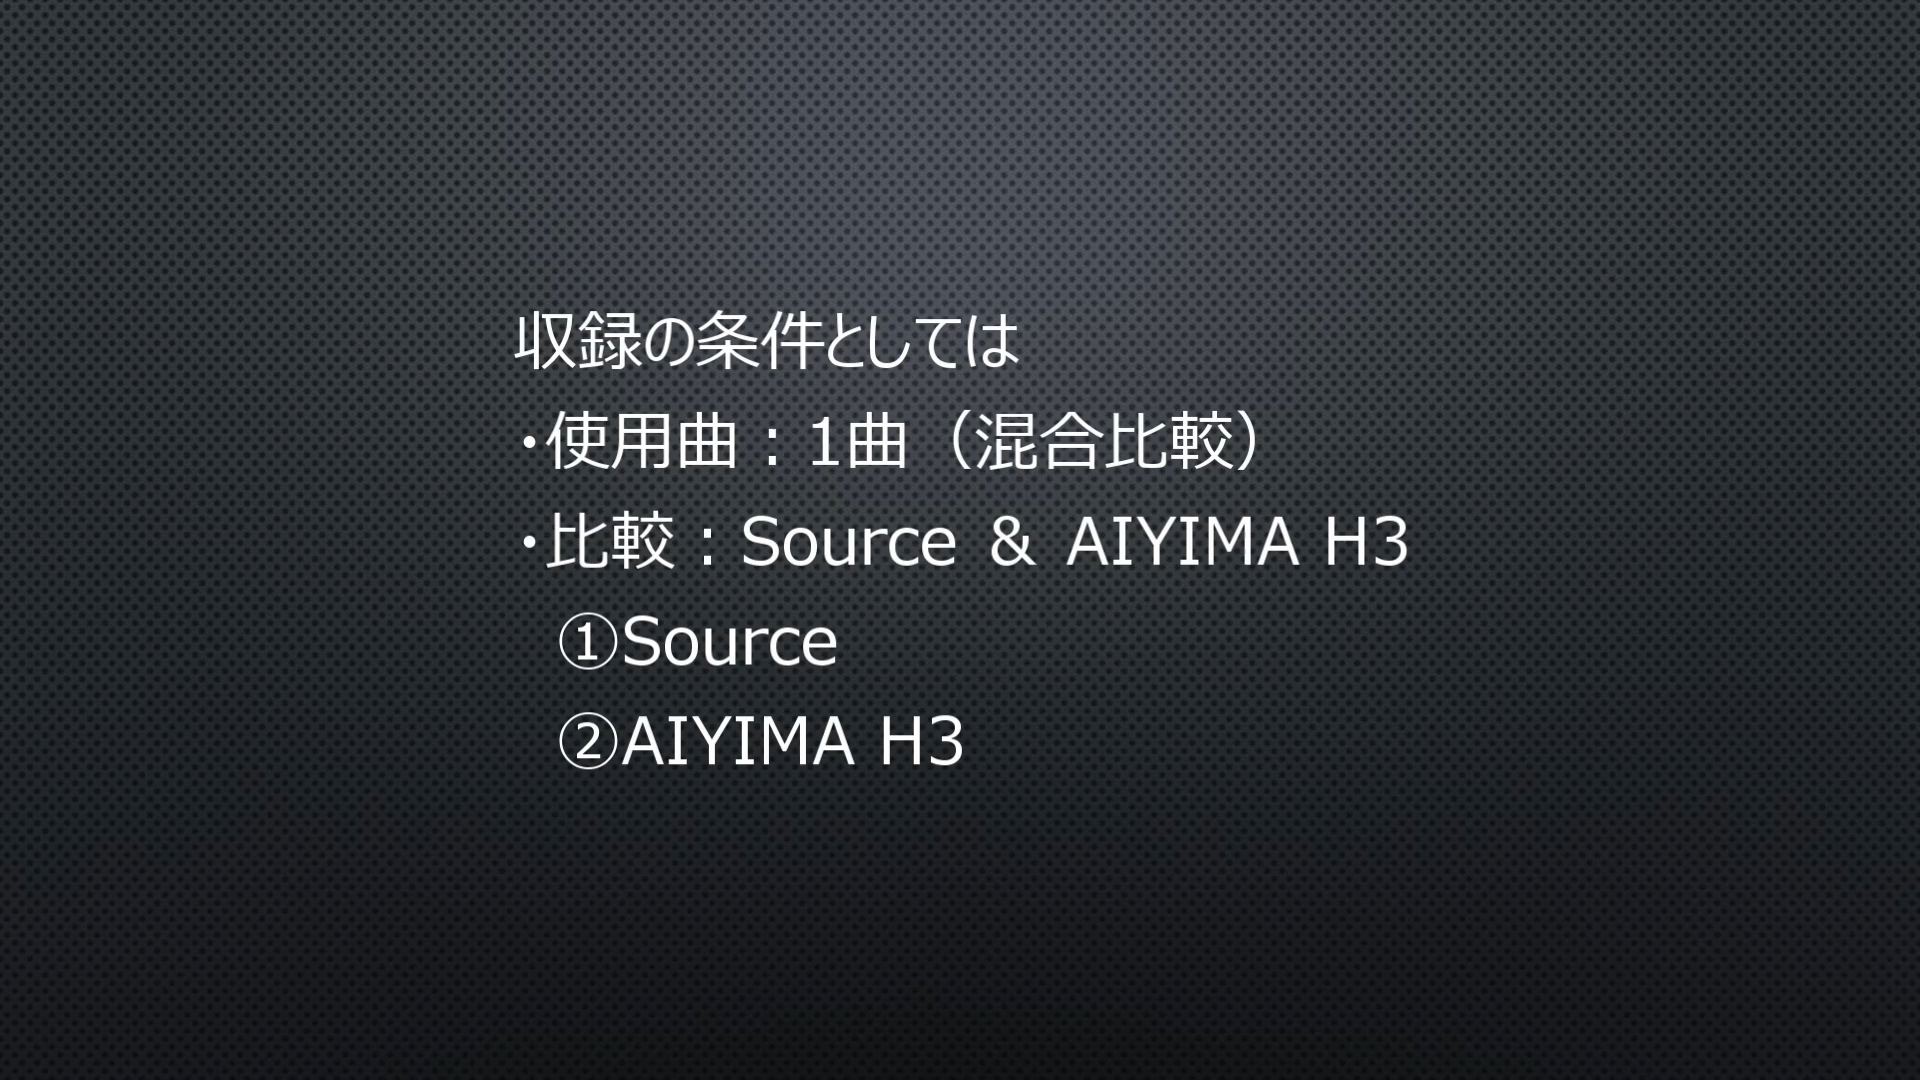 収録の条件としては
・使用曲：1曲（混合比較）
・比較：Source & AIYIMA H3
①Source
②AIYIMA H3